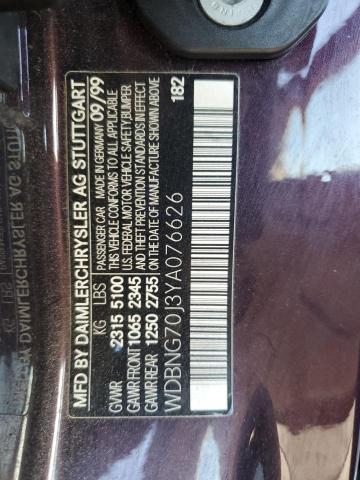 MFD BY DAIMLERCHRYSLER AG STUTTGART
PASSENGER CAR MADE IN GERMANY 09/99
KG LBS THIS VEHICLE CONFORMS TO ALL APPLICABLE
GVWR 2315 5100 U.S. FEDERAL MOTOR VEHICLE SAFETY BUMPER
GAWR FRONT 1065 2345 AND THEFT PREVENTION STANDARDS IN EFFECT
GAWR REAR 1250 2755 ON THE DATE OF MANUFACTURE SHOWN ABOVE
WDBNG70J3YA076626 182